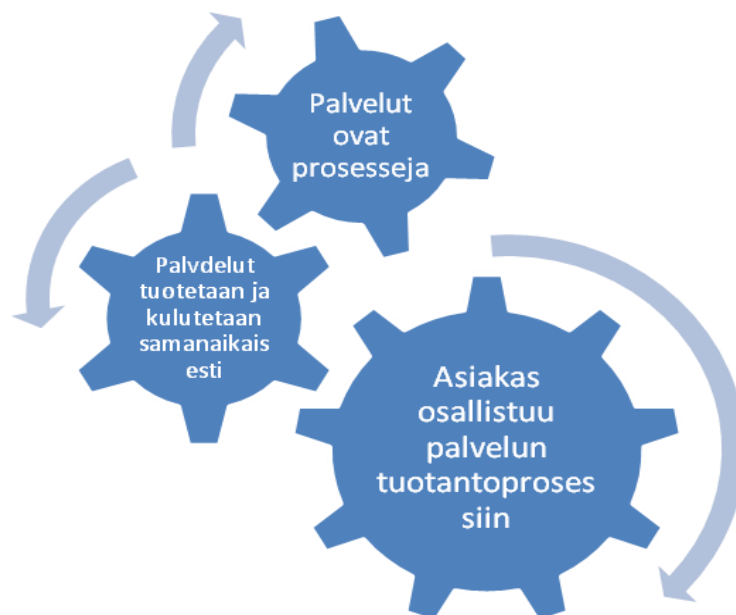 Palvelut
ovat
prosesseja
Palvdelut
tuotetaan ja
kulutetaan
samanaikais
esti
Asiakas
osallistuu
palvelun
tuotantoproses
siin